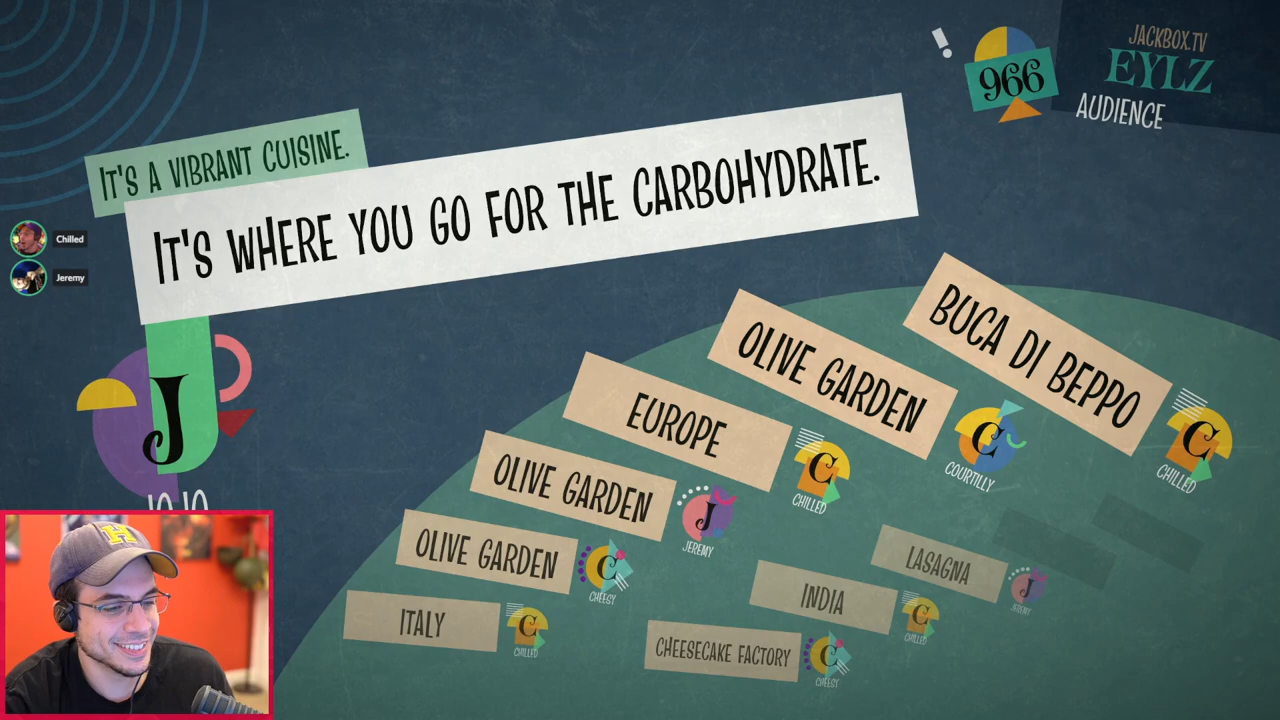 JACKBOX.TV
EYLZ
966
AUDIENCE
IT'S A VIBRANT CUISINE.
IT'S WHERE YOU GO FOR THE CARBOHYDRATE.
Chilled
Jeremy
J
BUCA DI BEPPO
C
CHILLED
OLIVE GARDEN
C
COURTILLY
EUROPE
C
CHILLED
OLIVE GARDEN
J
JEREMY
OLIVE GARDEN
C
CHEESY
ITALY
C
CHILLED
LASAGNA
J
JEREMY
INDIA
C
CHILLED
CHEESECAKE FACTORY
C
CHEESY
H